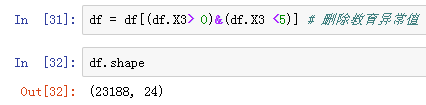 In [31]: df = df[(df.X3> 0)&(df.X3 <5)] # 删除教育异常值
In [32]: df.shape
Out[32]: (23188, 24)